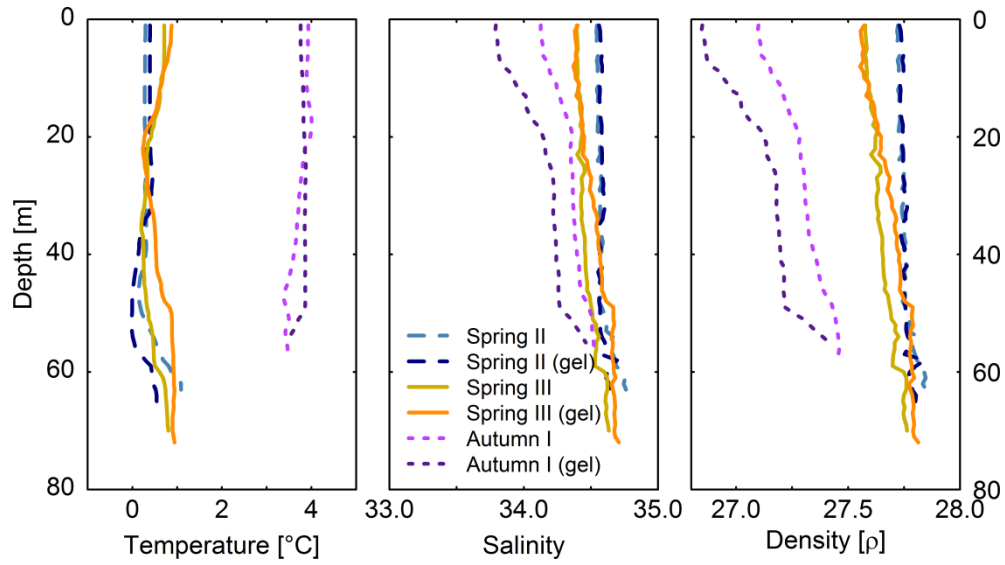 0
20
40
60
80
Depth [m]
0
2
4
Temperature [°C]
Spring II
Spring II (gel)
Spring III
Spring III (gel)
Autumn I
Autumn I (gel)
33.0
34.0
35.0
Salinity
27.0
27.5
28.0
Density [ρ]
0
20
40
60
80